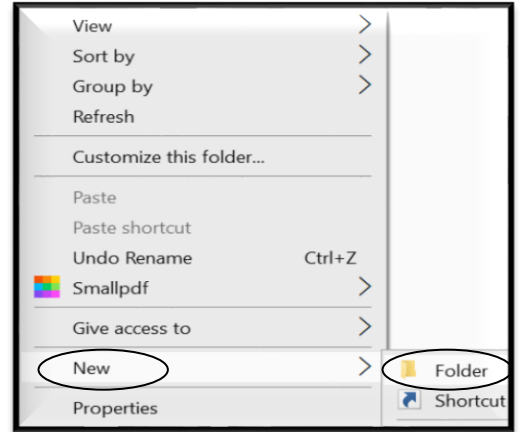 View
Sort by
Group by
Refresh
Customize this folder...
Paste
Paste shortcut
Undo Rename Ctrl+Z
Smallpdf
Give access to
New
Folder
Properties
Shortcut